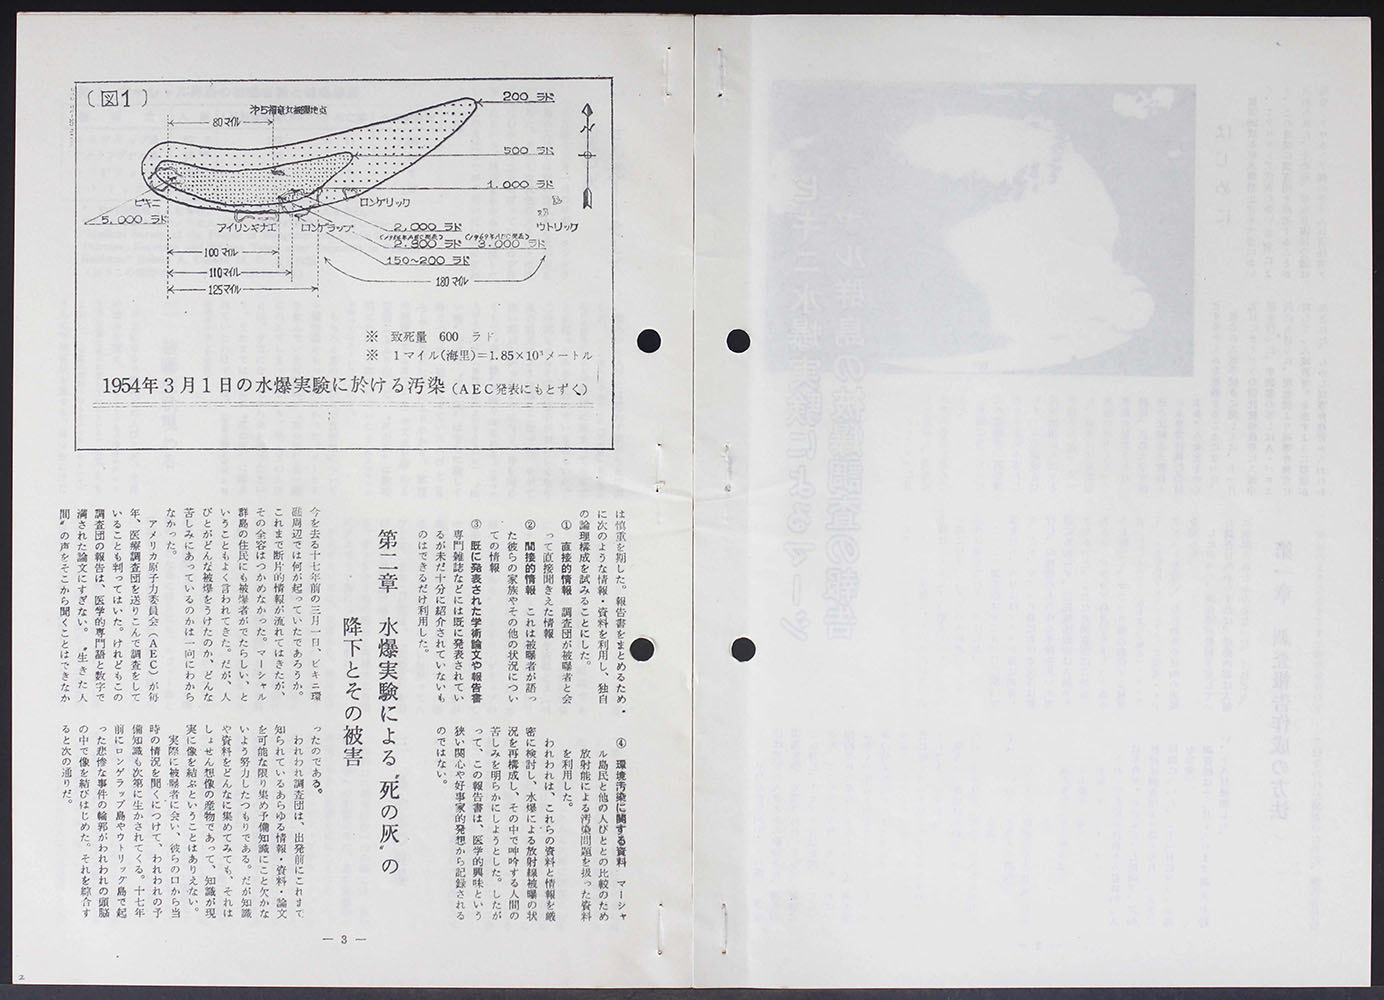 (図1)
第5福竜丸被曝地点
80マイル
200 ラド
500 ラド
1.000 ラド
ビキニ
5.000 ラド
ロンゲリック
アイリンギナエ
ロンゲラップ
ウトリック
2.000 ラド
2.300 ラド
3.000 ラド
150〜200 ラド
100マイル
110マイル
125マイル
180マイル
※ 致死量 600 ラド
※ 1マイル(海里)=1.85×10³メートル
1954年3月1日の水爆実験に於ける汚染(AEC発表にもとずく)
は慎重を期した。報告書をまとめるため、
に次のような情報・資料を利用し、独自
の論理構成を試みることにした。
① 直接的情報 調査団が被曝者と会
って直接聞きえた情報
② 間接的情報 これは被曝者が語っ
た彼らの家族やその他の状況につい
ての情報
③ 既に発表された学術論文や報告書
専門雑誌などには既に発表されてい
るが未だ十分に紹介されていないも
のはできるだけ利用した。
④ 環境汚染に関する資料 マーシャ
ル島民と他の人びととの比較のため
放射能による汚染問題を扱った資料
を利用した。
われわれは、これらの資料と情報を厳
密に検討し、水爆による放射線被曝の状
況を再構成し、その中で呻吟する人間の
苦しみを明らかにしようとした。したが
って、この報告書は、医学的興味という
狭い関心や好事家的発想から記録される
のではない。
第二章 水爆実験による〝死の灰〟の
降下とその被害
今を去る十七年前の三月一日、ビキニ環
礁周辺では何が起っていたであろうか。
これまで断片的情報が流れてはきたが、
その全容はつかめなかった。マーシャル
群島の住民にも被爆者がでたらしい、と
いうこともよく言われてきた。だが、人
びとがどんな被爆をうけたのか、どんな
苦しみにあっているのかは一向にわから
なかった。
アメリカ原子力委員会(AEC)が毎
年、医療調査団を送りこんで調査をして
いることも判ってはいた。けれどもこの
調査団の報告は、医学的専門語と数字で
満された論文にすぎない。〝生きた人
間〟の声をそこから聞くことはできなか
ったのである。
われわれ調査団は、出発前にこれまで
知られているあらゆる情報・資料・論文
を可能な限り集め予備知識にこと欠かな
いよう努力したつもりである。だが知識
や資料をどんなに集めてみても、それは
しょせん想像の産物であって、知識が現
実に像を結ぶということはありえない。
実際に被曝者に会い、彼らの口から当
時の情況を聞くにつけて、われわれの予
備知識も次第に生かされてくる。十七年
前にロンゲラップ島やウトリック島で起
った悲惨な事件の輪郭がわれわれの頭脳
の中で像を結びはじめた。それを綜合す
ると次の通りだ。
— 3 —
2